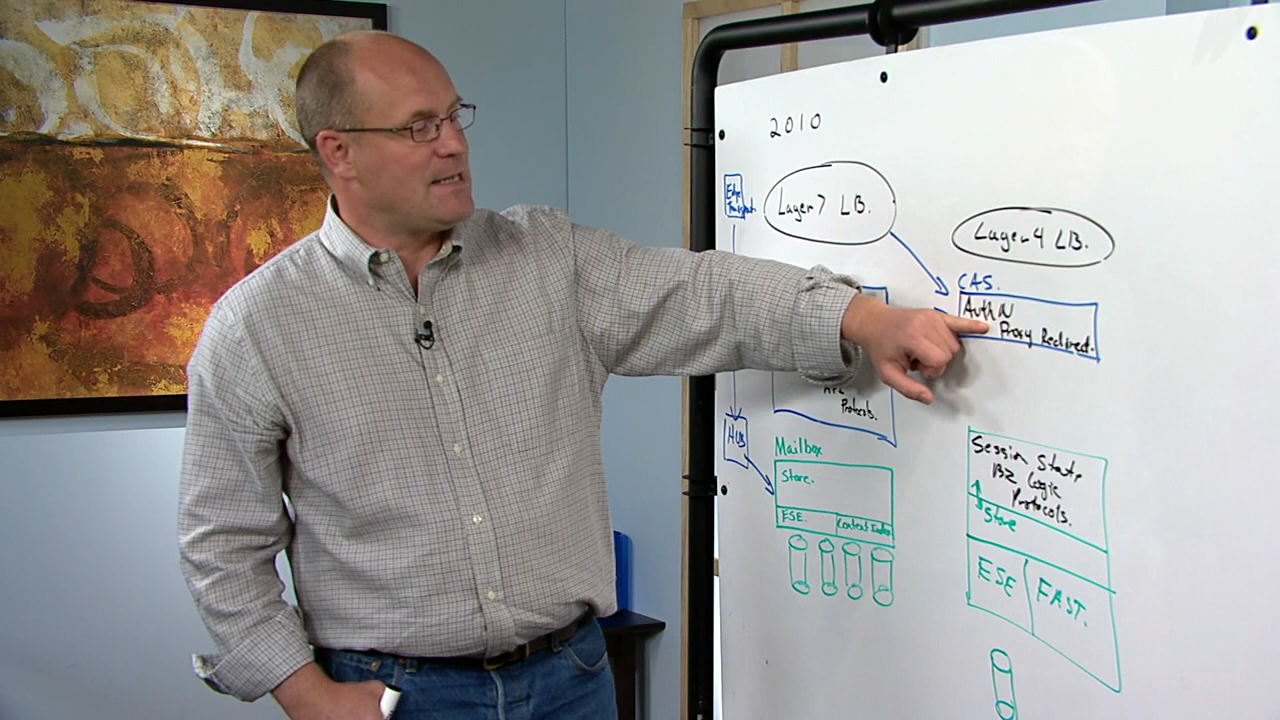 2010
Edge
Layer 7 LB.
Layer 4 LB.
CAS.
AuthN
Proxy Redirect.
Protocols.
HUB
Mailbox
Store.
ESE.
Content Index
Session State
Bz Logic
Protocols.
Store
ESE
FAST.